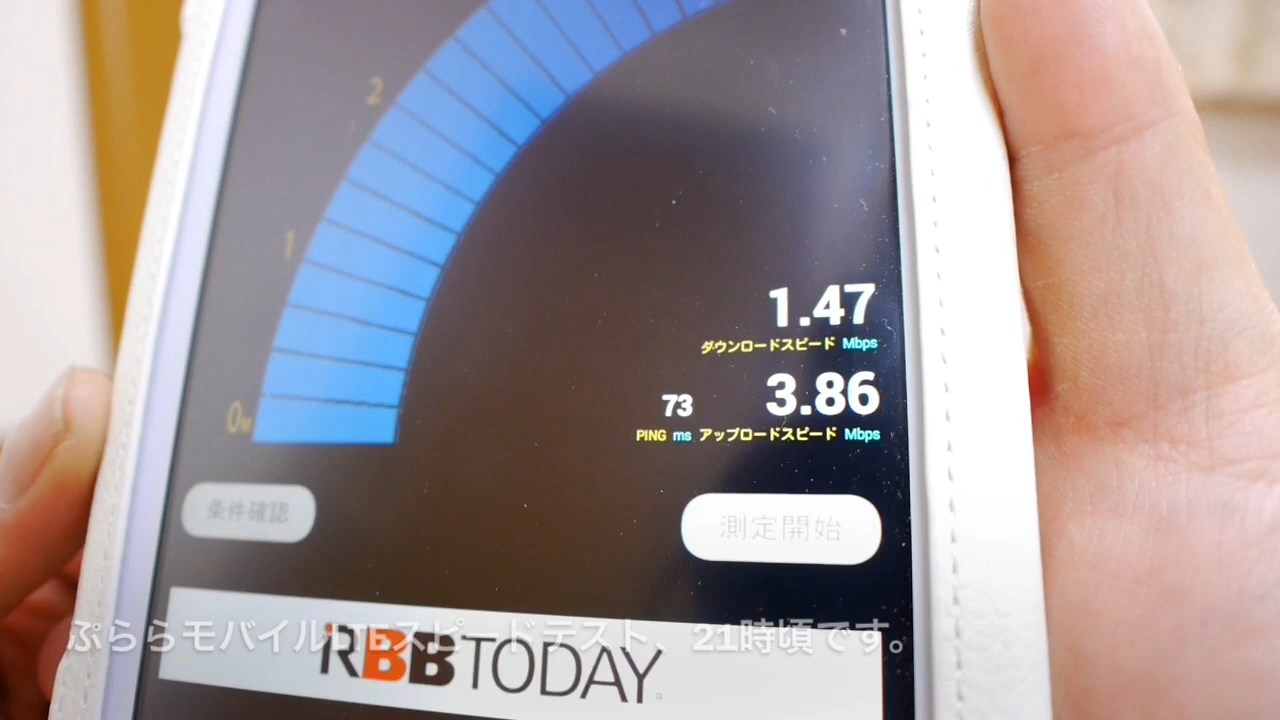 2
1
0M
1.47
ダウンロードスピード Mbps
73 3.86
PING ms アップロードスピード Mbps
条件確認
測定開始
ぷららモバイルLTEスピードテスト、21時頃です。
RBB TODAY